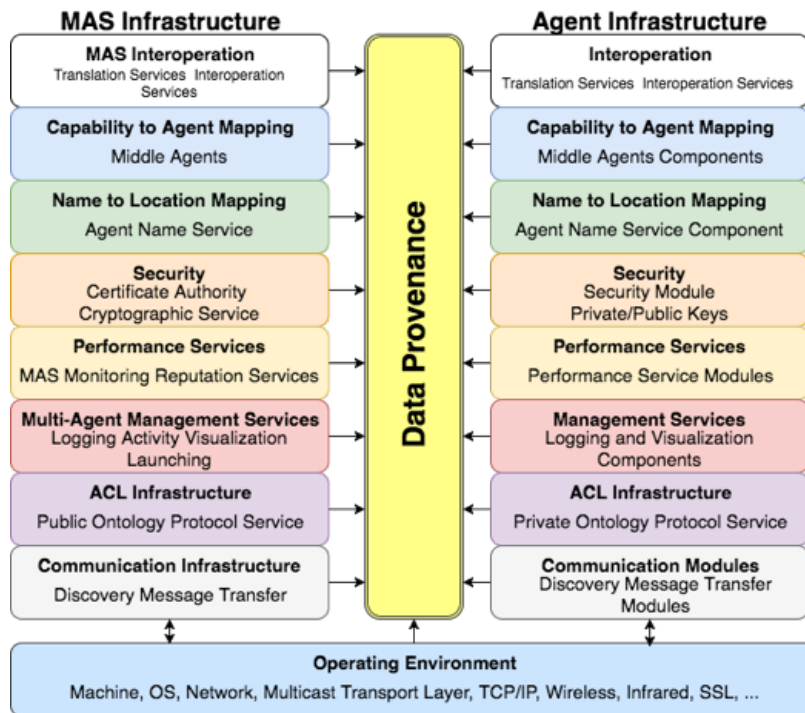 MAS Infrastructure
MAS Interoperation
Translation Services Interoperation
Services
Capability to Agent Mapping
Middle Agents
Name to Location Mapping
Agent Name Service
Security
Certificate Authority
Cryptographic Service
Performance Services
MAS Monitoring Reputation Services
Multi-Agent Management Services
Logging Activity Visualization
Launching
ACL Infrastructure
Public Ontology Protocol Service
Communication Infrastructure
Discovery Message Transfer
Data Provenance
Agent Infrastructure
Interoperation
Translation Services Interoperation Services
Capability to Agent Mapping
Middle Agents Components
Name to Location Mapping
Agent Name Service Component
Security
Security Module
Private/Public Keys
Performance Services
Performance Service Modules
Management Services
Logging and Visualization
Components
ACL Infrastructure
Private Ontology Protocol Service
Communication Modules
Discovery Message Transfer
Modules
Operating Environment
Machine, OS, Network, Multicast Transport Layer, TCP/IP, Wireless, Infrared, SSL, ...